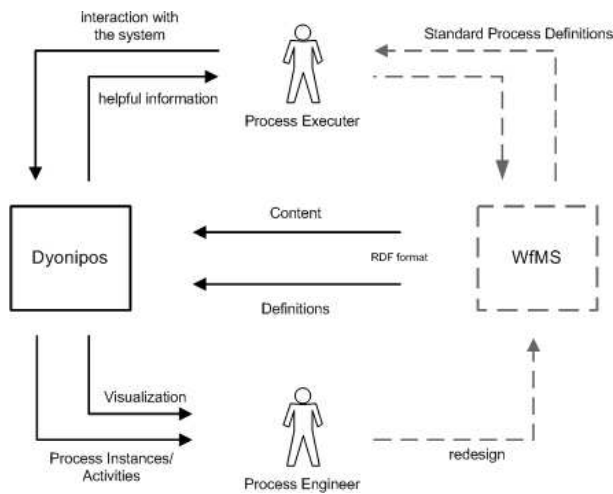 interaction with
the system
Standard Process Definitions
helpful information
Process Executer
Content
Dyonipos
RDF format
WfMS
Definitions
Visualization
Process Instances/
Activities
redesign
Process Engineer